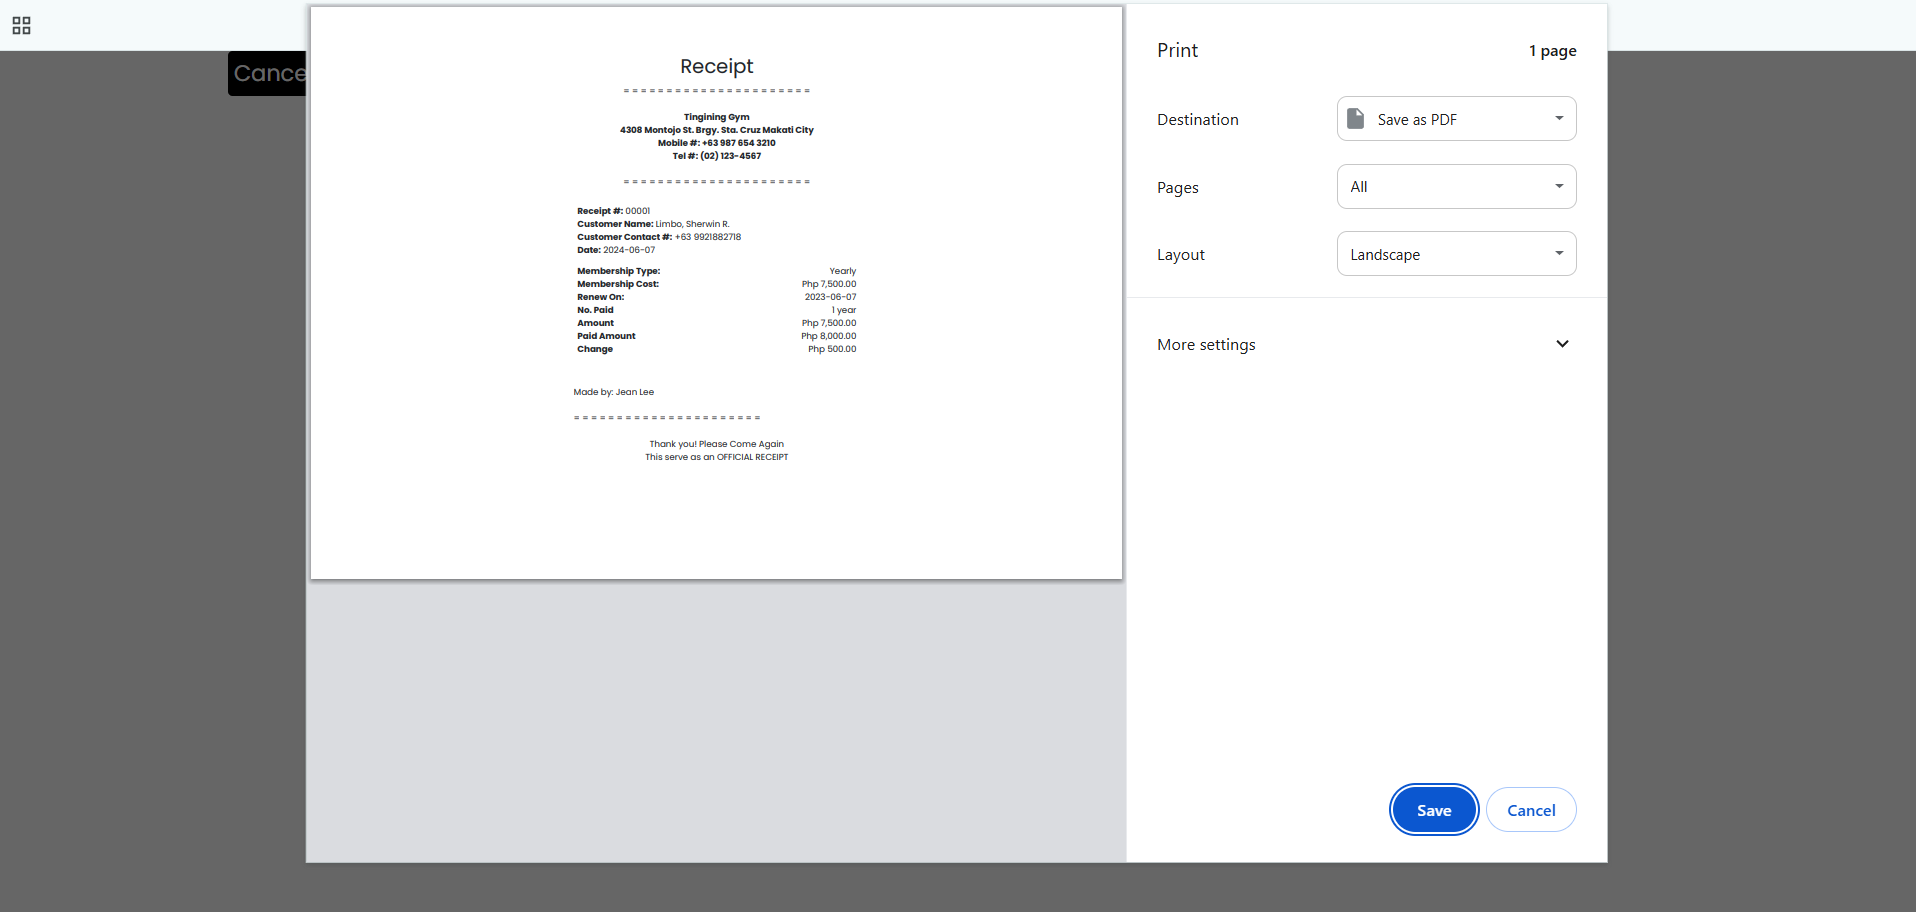 Cance
Receipt
= = = = = = = = = = = = = = = = = = = = =
Tingining Gym
4308 Montojo St. Brgy. Sta. Cruz Makati City
Mobile #: +63 987 654 3210
Tel #: (02) 123-4567
= = = = = = = = = = = = = = = = = = = = =
Receipt #: 00001
Customer Name: Limbo, Sherwin R.
Customer Contact #: +63 9921882718
Date: 2024-06-07
Membership Type: Yearly
Membership Cost: Php 7,500.00
Renew On: 2023-06-07
No. Paid 1 year
Amount Php 7,500.00
Paid Amount Php 8,000.00
Change Php 500.00
Made by: Jean Lee
= = = = = = = = = = = = = = = = = = = = =
Thank you! Please Come Again
This serve as an OFFICIAL RECEIPT
Print 1 page
Destination Save as PDF
Pages All
Layout Landscape
More settings
Save Cancel